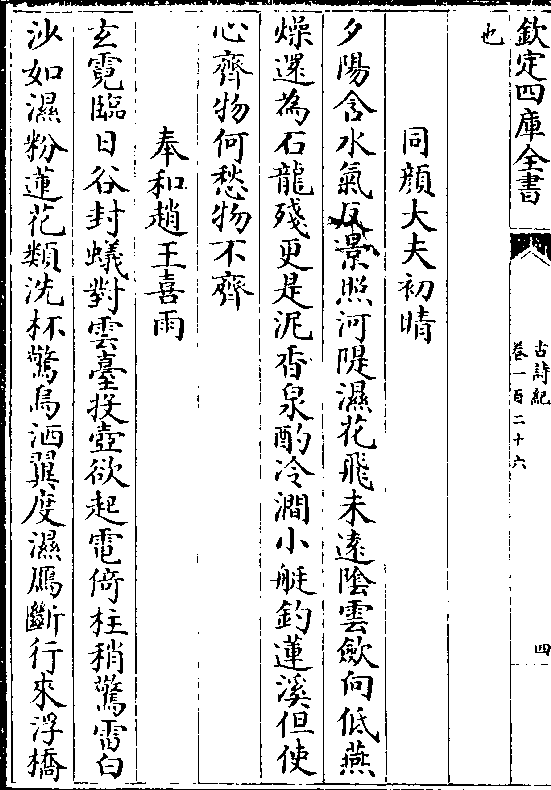 欽定四庫全書
古詩紀
卷一百二十六
四
也
同顏大夫初晴
夕陽含水氣反景照河隄濕花飛未遠陰雲歛向低燕
燥還為石龍殘更是泥香泉酌冷澗小艇釣蓮溪但使
心齊物何愁物不齊
奉和趙王喜雨
玄霓臨日谷封蟻對雲臺投壺欲起電倚柱稍驚雷白
沙如濕粉蓮花類洗杯驚烏洒翼度濕鴈斷行來浮橋